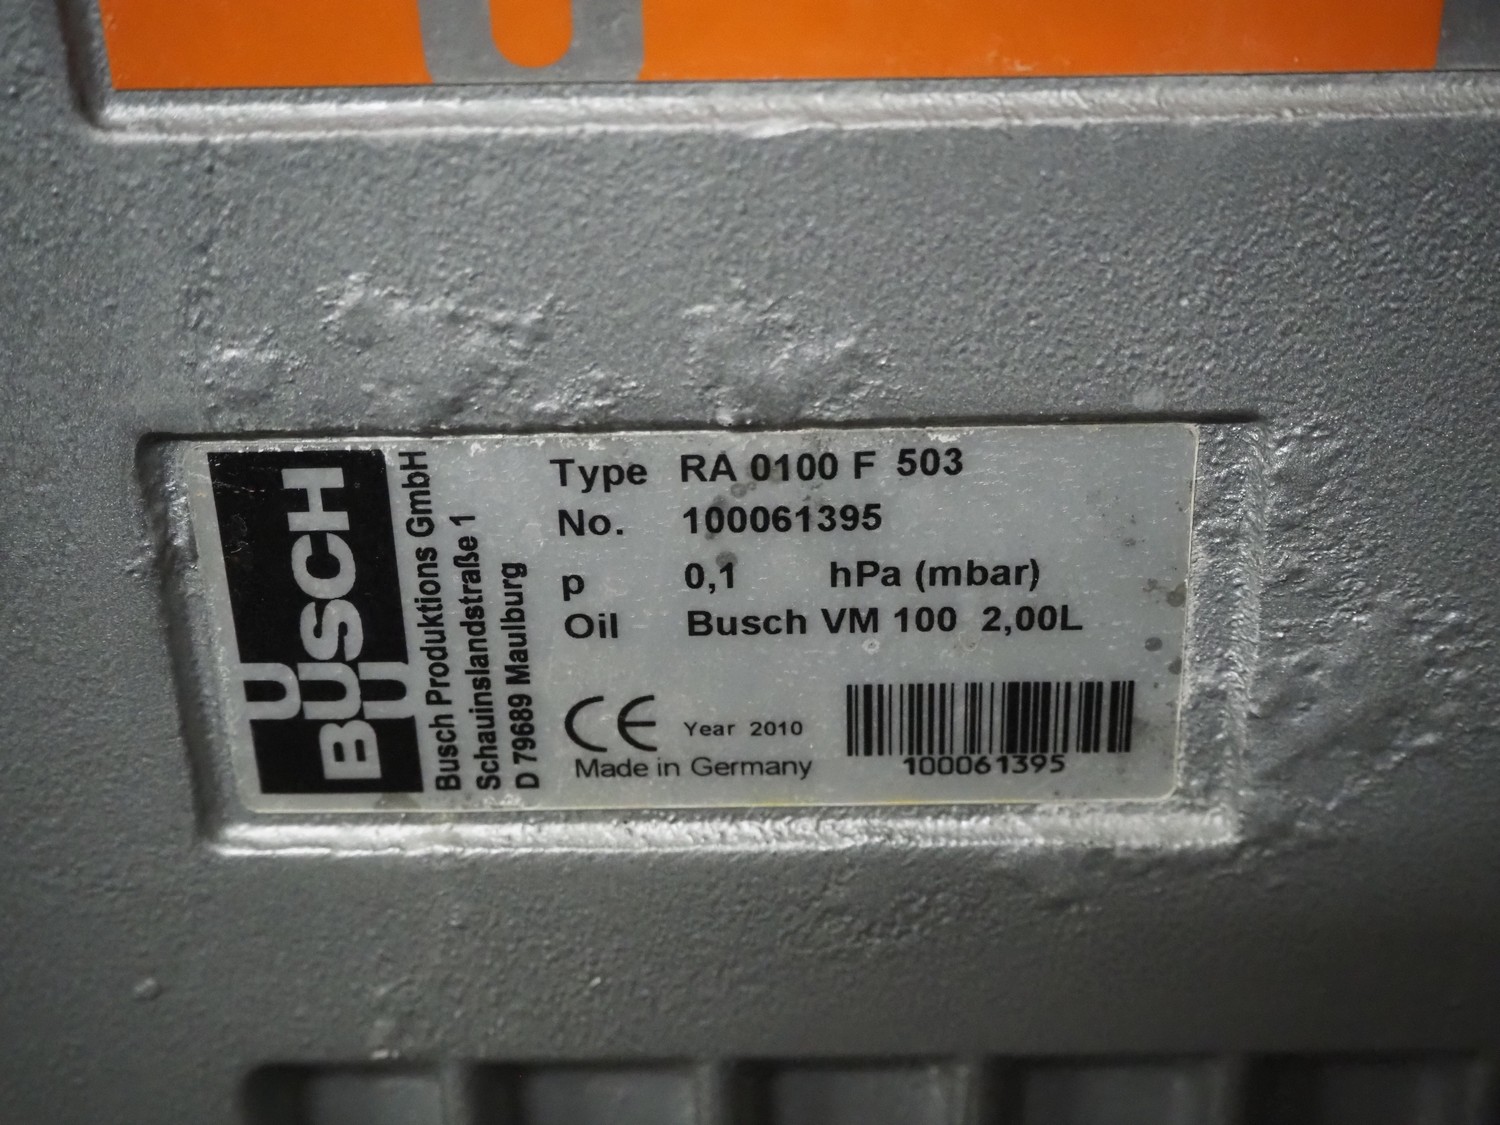 BUSCH
Busch Produktions GmbH
Schauinslandstraße 1
D 79689 Maulburg
Type RA 0100 F 503
No. 100061395
p 0,1 hPa (mbar)
Oil Busch VM 100 2,00L
CE Year 2010
Made in Germany
100061395